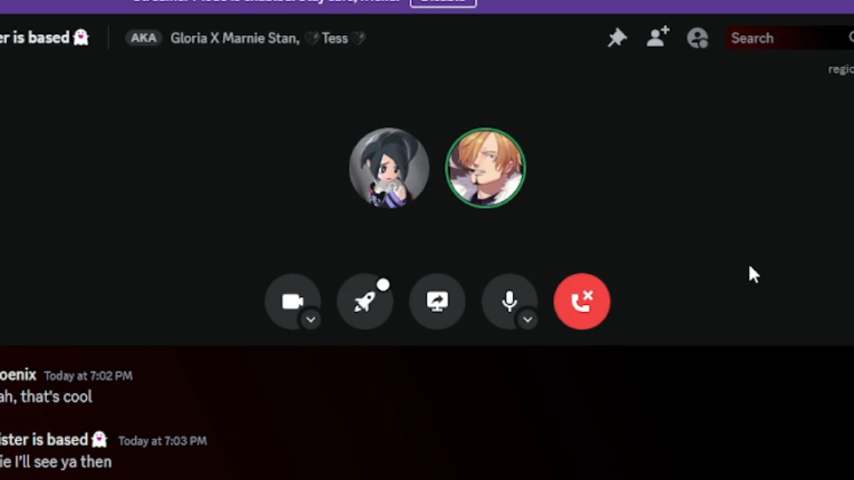 er is based👻 AKA Gloria X Marnie Stan, 🖤Tess🖤 Search
regio
oenix Today at 7:02 PM
ah, that's cool
ister is based👻 Today at 7:03 PM
ie I'll see ya then